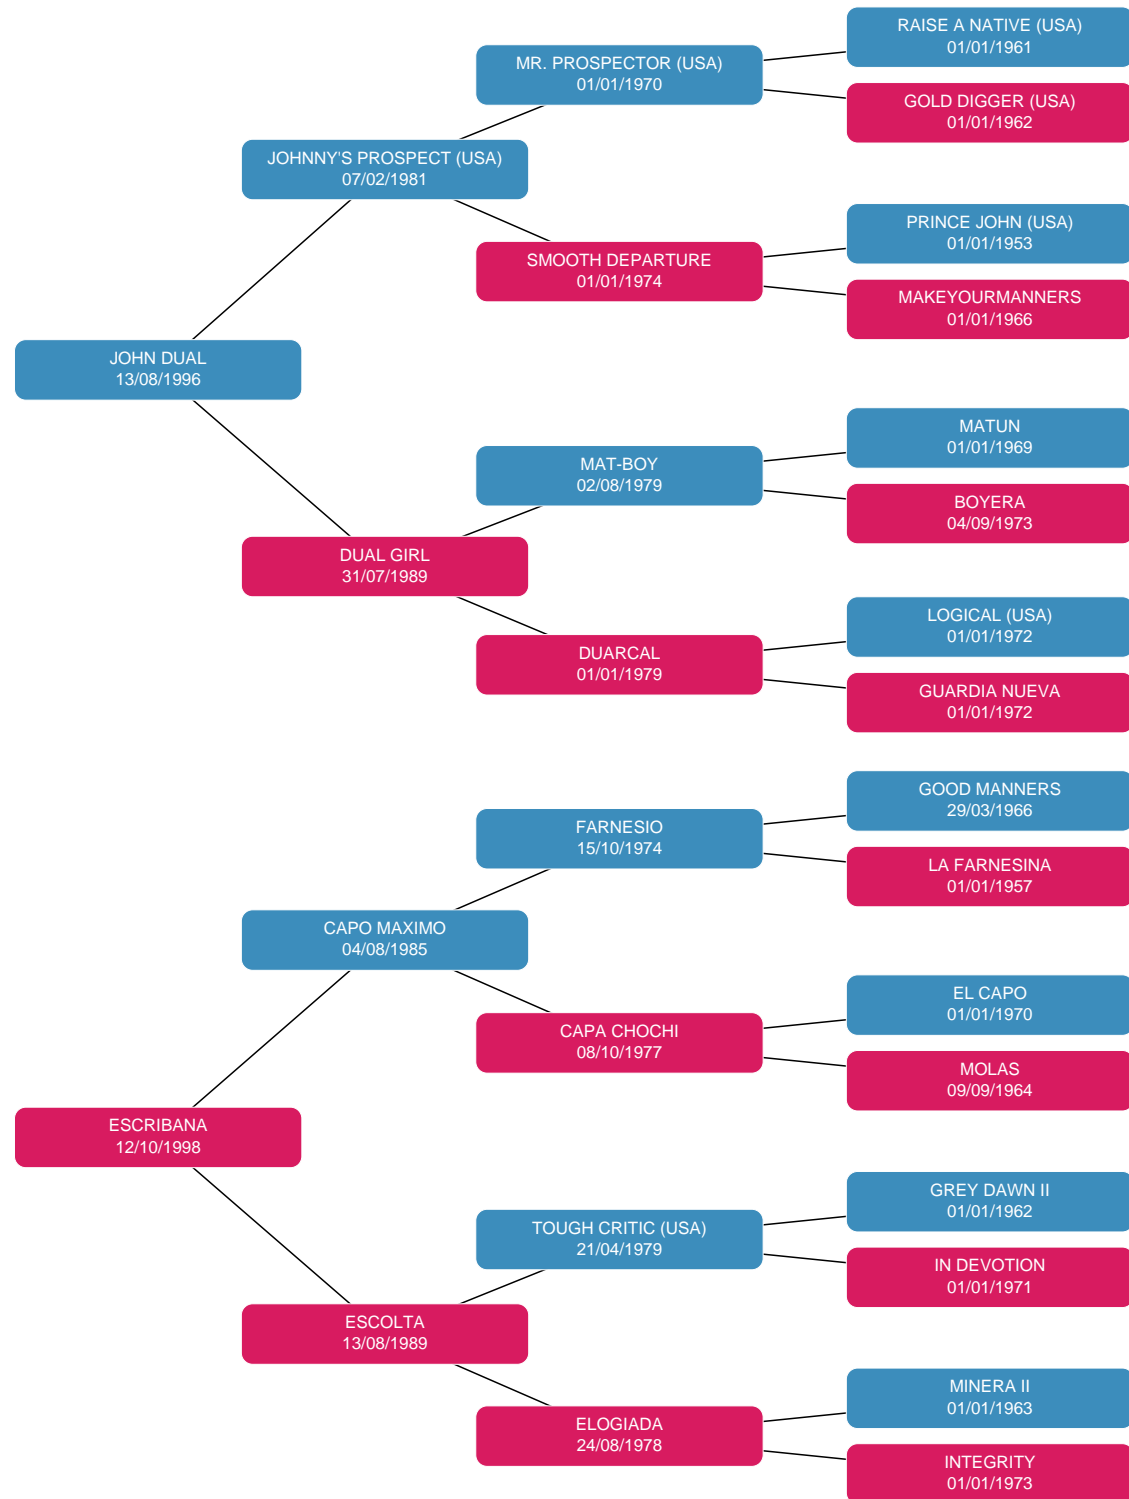 RAISE A NATIVE (USA)
01/01/1961
MR. PROSPECTOR (USA)
01/01/1970
GOLD DIGGER (USA)
01/01/1962
JOHNNY'S PROSPECT (USA)
07/02/1981
PRINCE JOHN (USA)
01/01/1953
SMOOTH DEPARTURE
01/01/1974
MAKEYOURMANNERS
01/01/1966
JOHN DUAL
13/08/1996
MATUN
01/01/1969
MAT-BOY
02/08/1979
BOYERA
04/09/1973
DUAL GIRL
31/07/1989
LOGICAL (USA)
01/01/1972
DUARCAL
01/01/1979
GUARDIA NUEVA
01/01/1972
GOOD MANNERS
29/03/1966
FARNESIO
15/10/1974
LA FARNESINA
01/01/1957
CAPO MAXIMO
04/08/1985
EL CAPO
01/01/1970
CAPA CHOCHI
08/10/1977
MOLAS
09/09/1964
ESCRIBANA
12/10/1998
GREY DAWN II
01/01/1962
TOUGH CRITIC (USA)
21/04/1979
IN DEVOTION
01/01/1971
ESCOLTA
13/08/1989
MINERA II
01/01/1963
ELOGIADA
24/08/1978
INTEGRITY
01/01/1973